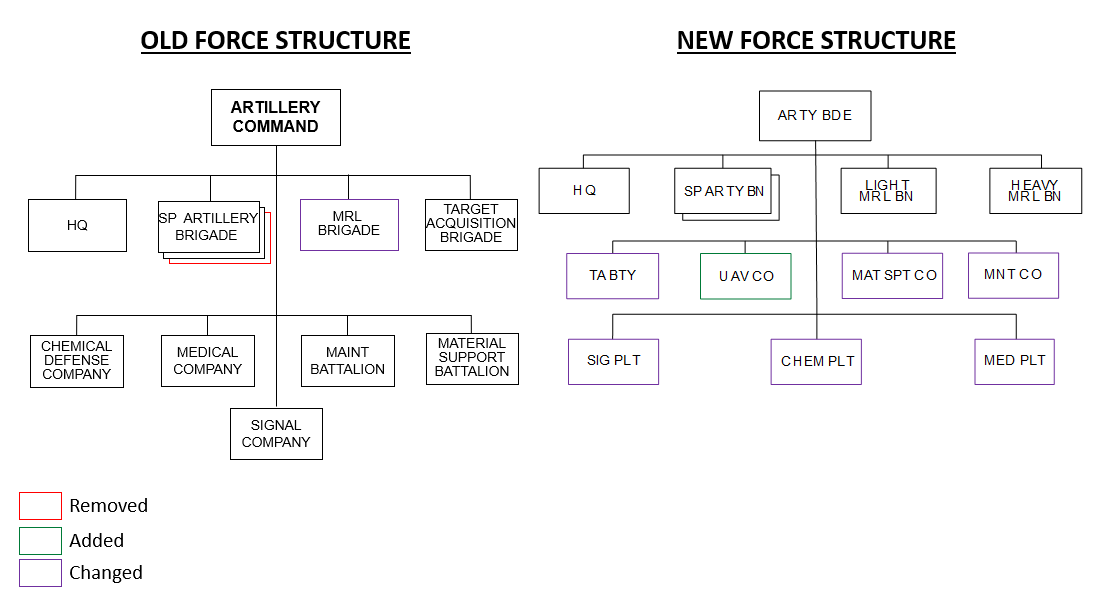 OLD FORCE STRUCTURE
ARTILLERY
COMMAND
HQ
SP ARTILLERY
BRIGADE
MRL
BRIGADE
TARGET
ACQUISITION
BRIGADE
CHEMICAL
DEFENSE
COMPANY
MEDICAL
COMPANY
MAINT
BATTALION
MATERIAL
SUPPORT
BATTALION
SIGNAL
COMPANY
Removed
Added
Changed
NEW FORCE STRUCTURE
ARTY BDE
HQ
SP ARTY BN
LIGHT
MRL BN
HEAVY
MRL BN
TA BTY
UAV CO
MAT SPT CO
MNT CO
SIG PLT
CHEM PLT
MED PLT